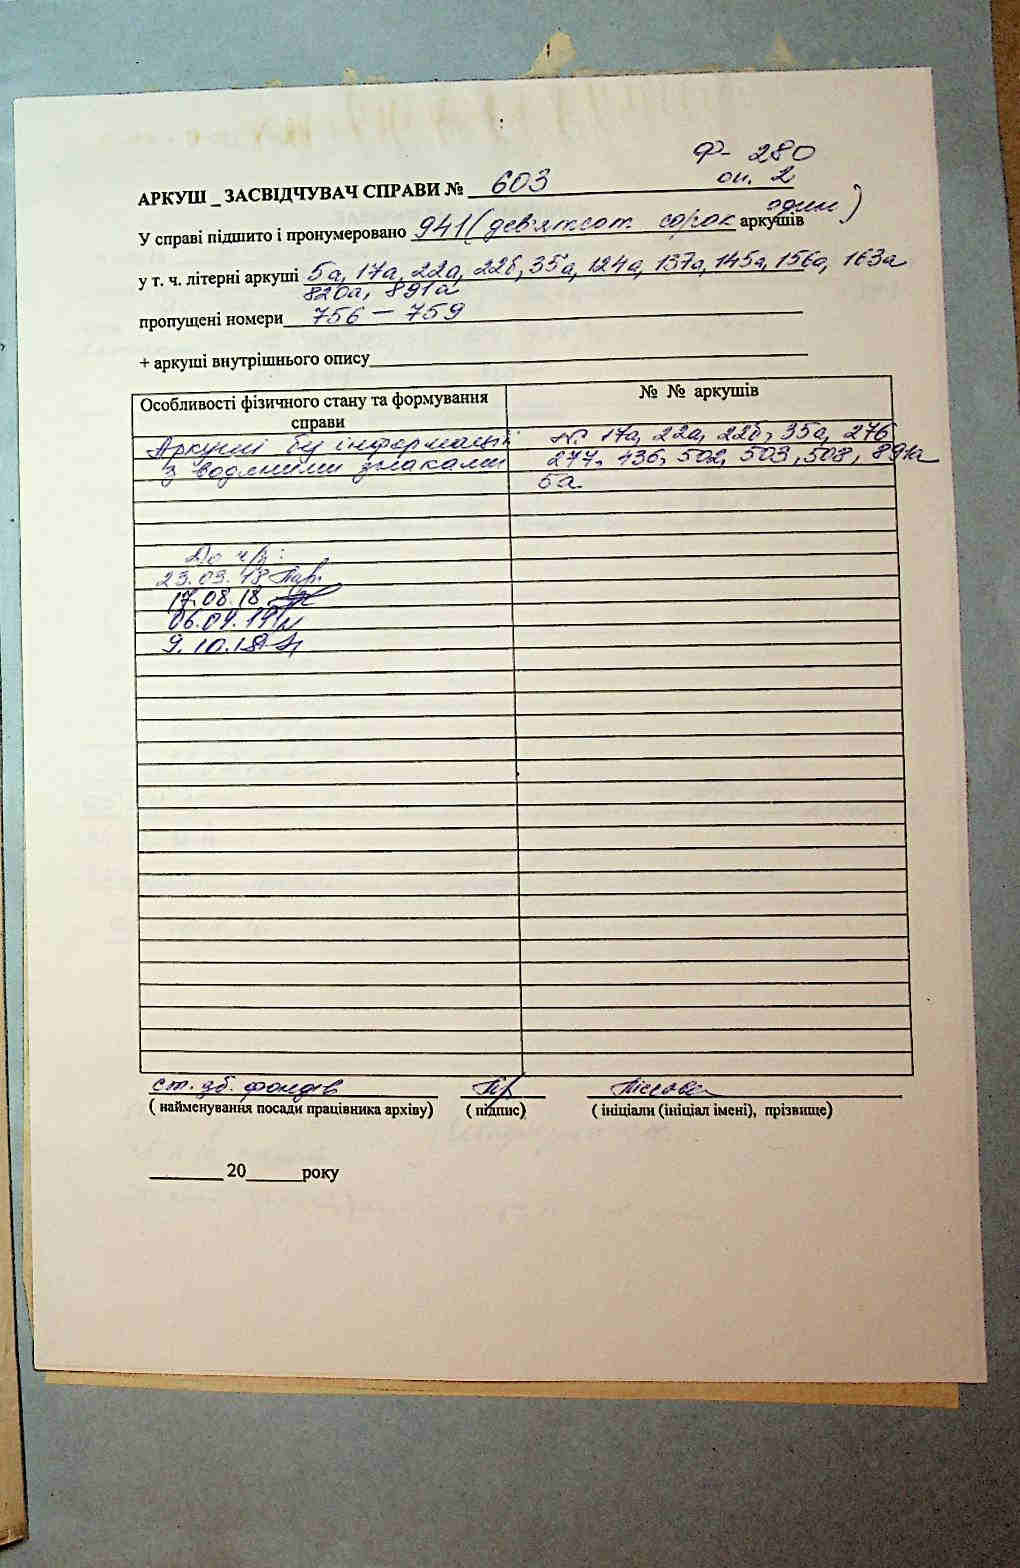 ф. 280
АРКУШ _ ЗАСВІДЧУВАЧ СПРАВИ № 603 оп. 2
У справі підшито і пронумеровано 941 (дев'ятсот сорок один) аркушів
у т. ч. літерні аркуші 5а, 17а, 22а, 22б, 35а, 124а, 137а, 145а, 156а, 163а
820а, 891а
пропущені номери 756 – 759
+ аркуші внутрішнього опису
Особливості фізичного стану та формування справи
№ № аркушів
Аркуші бу інформації № 17а, 22а, 22б, 35а, 276
з водяними знаками 277, 436, 502, 503, 508, 891а
5а
23.03.18
17.08.18
06.04.19
9.10.18
ст. зб. фондів
( найменування посади працівника архіву) ( підпис) ( ініціали (ініціал імені), прізвище)
________ 20______року